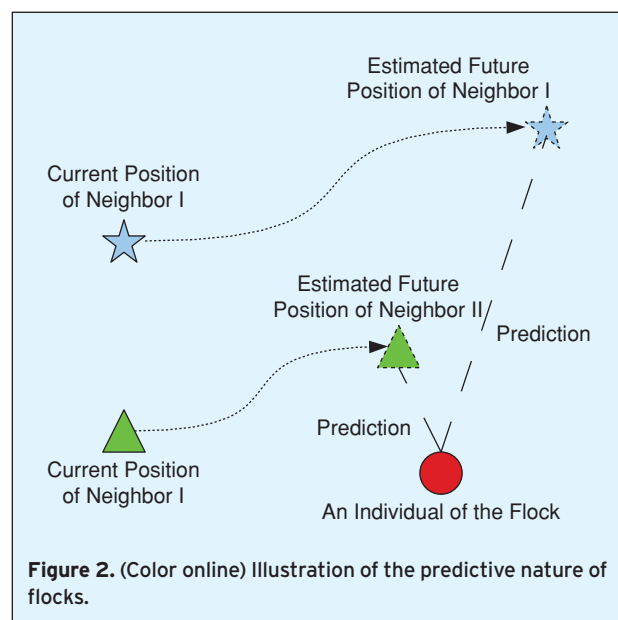 Estimated Future
Position of Neighbor I
Current Position
of Neighbor I
Estimated Future
Position of Neighbor II
Prediction
Prediction
Current Position
of Neighbor I
An Individual of the Flock
Figure 2. (Color online) Illustration of the predictive nature of
flocks.